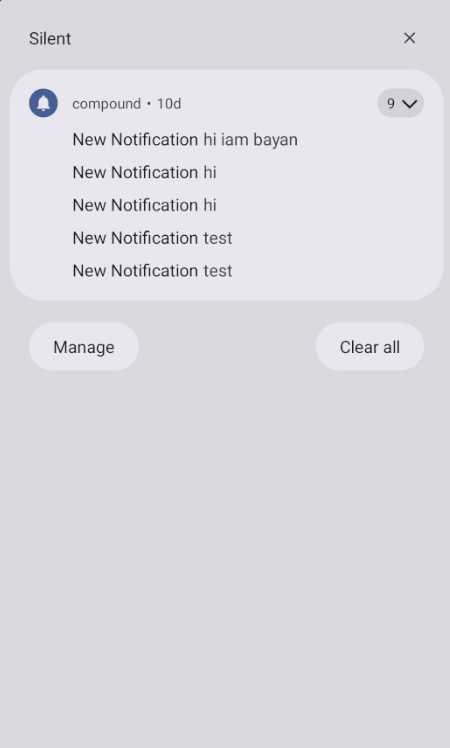 Silent
compound • 10d 9
New Notification hi iam bayan
New Notification hi
New Notification hi
New Notification test
New Notification test
Manage Clear all